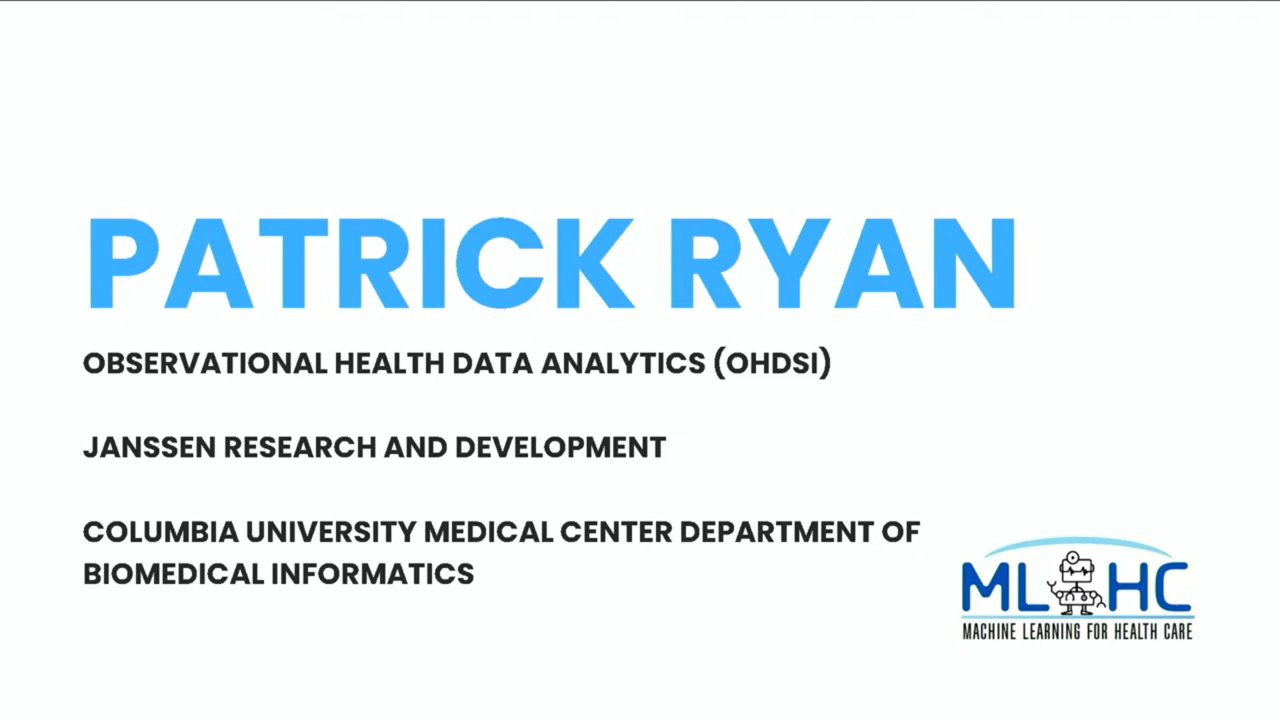 PATRICK RYAN
OBSERVATIONAL HEALTH DATA ANALYTICS (OHDSI)
JANSSEN RESEARCH AND DEVELOPMENT
COLUMBIA UNIVERSITY MEDICAL CENTER DEPARTMENT OF
BIOMEDICAL INFORMATICS
ML HC
MACHINE LEARNING FOR HEALTH CARE